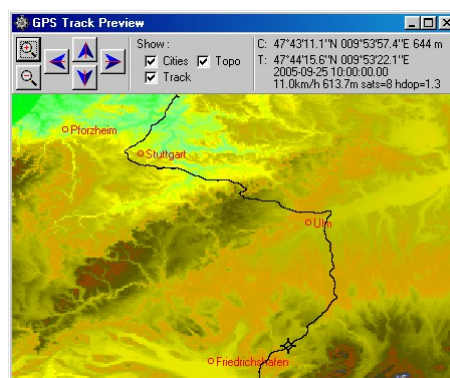 GPS Track Preview
Show :
Cities Topo
Track
C: 47°43'11.1"N 009°53'57.4"E 644 m
T: 47°44'15.6"N 009°53'22.1"E
2005-09-25 10:00:00.00
11.0km/h 613.7m sats=8 hdop=1.3
Pforzheim
Stuttgart
Ulm
Friedrichshafen